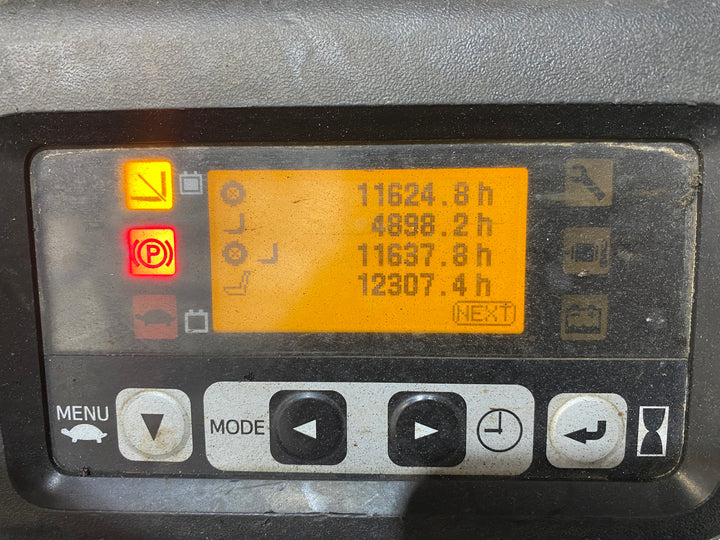 11624.8 h
4898.2 h
11637.8 h
12307.4 h
NEXT
P
MENU
MODE